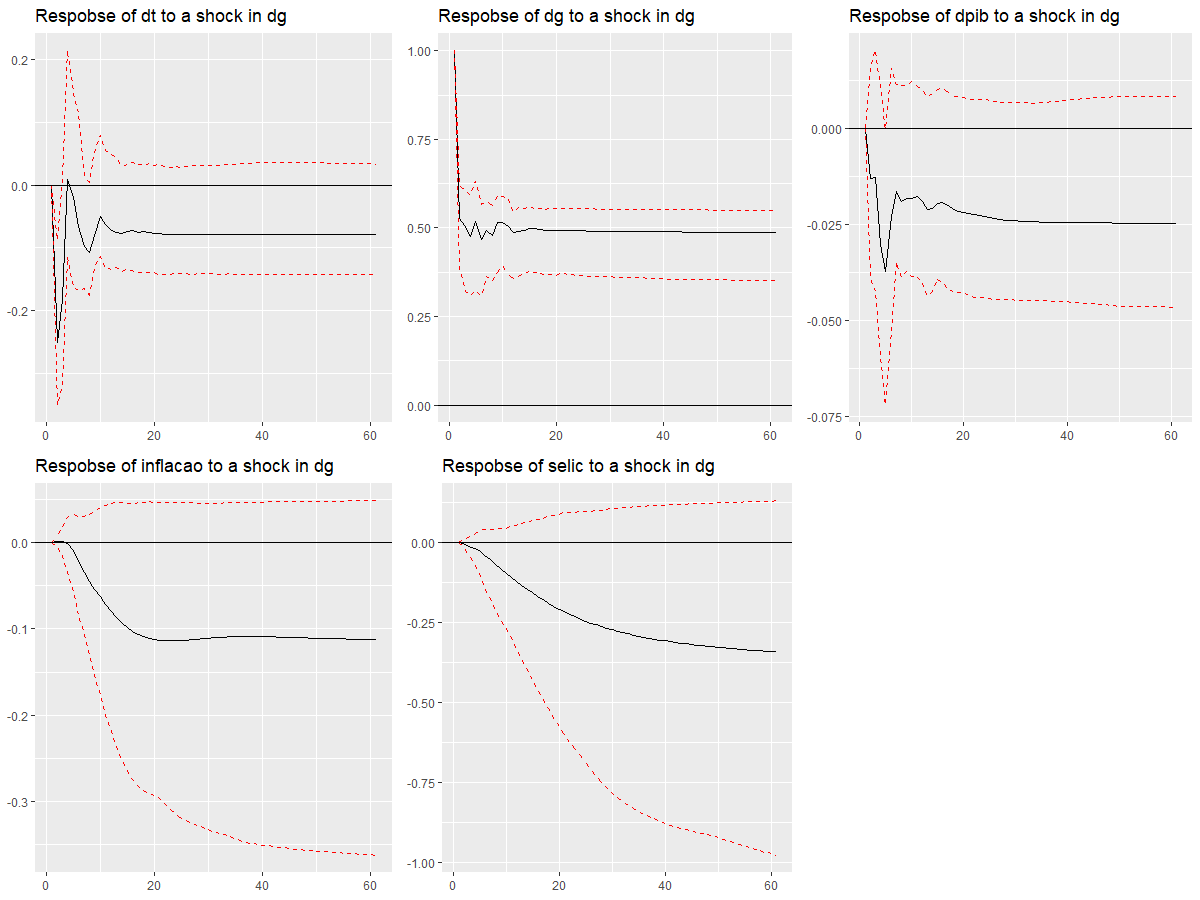 Respobse of dt to a shock in dg
0.2
0.0
-0.2
0 20 40 60
Respobse of dg to a shock in dg
1.00
0.75
0.50
0.25
0.00
0 20 40 60
Respobse of dpib to a shock in dg
0.000
-0.025
-0.050
-0.075
0 20 40 60
Respobse of inflacao to a shock in dg
0.0
-0.1
-0.2
-0.3
0 20 40 60
Respobse of selic to a shock in dg
0.00
-0.25
-0.50
-0.75
-1.00
0 20 40 60